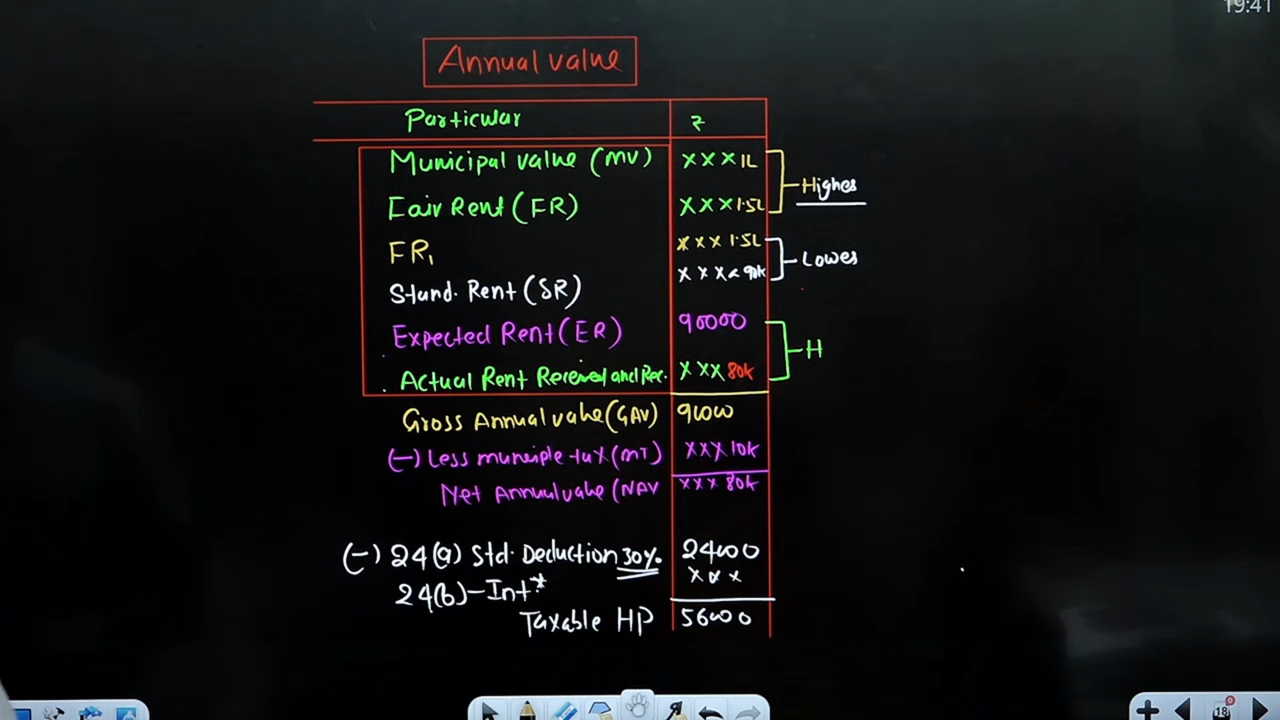 19:41
Annual value
Particular ₹
Municipal value (MV) xxx 1L
Highes
Fair Rent (FR) xxx 1.5L
FR1 xxx 1.5L
Lowes
Stand. Rent (SR) xxx 90k
Expected Rent (ER) 90000
H
Actual Rent Received and Rec. xxx 80k
Gross Annual value (GAV) 90000
(-) Less municiple tax (MT) xxx 10k
Net Annual value (NAV xxx 80k
(-) 24(a) Std. Deduction 30% 24000
24(b)-Int* xxx
Taxable HP 56000
18